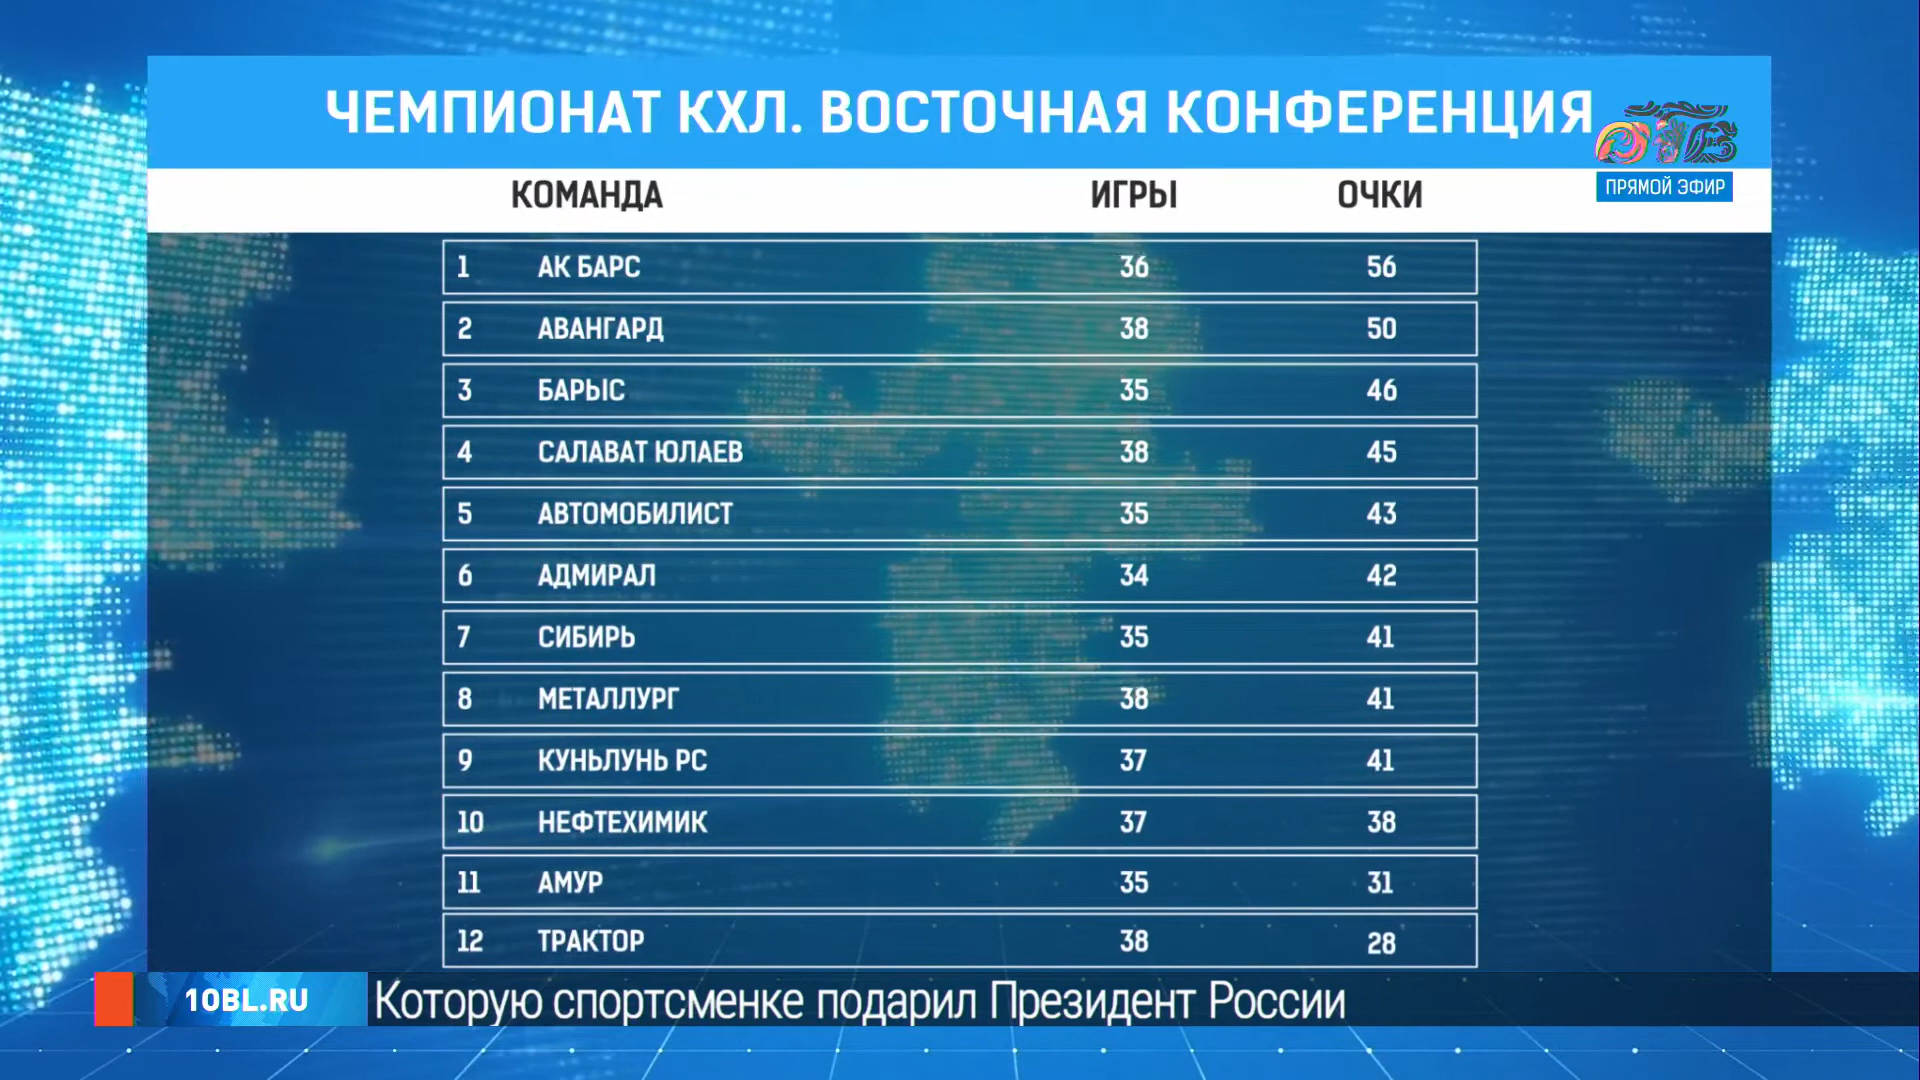 ЧЕМПИОНАТ КХЛ. ВОСТОЧНАЯ КОНФЕРЕНЦИЯ
ОТВ
ПРЯМОЙ ЭФИР
КОМАНДА ИГРЫ ОЧКИ
1 АК БАРС 36 56
2 АВАНГАРД 38 50
3 БАРЫС 35 46
4 САЛАВАТ ЮЛАЕВ 38 45
5 АВТОМОБИЛИСТ 35 43
6 АДМИРАЛ 34 42
7 СИБИРЬ 35 41
8 МЕТАЛЛУРГ 38 41
9 КУНЬЛУНЬ РС 37 41
10 НЕФТЕХИМИК 37 38
11 АМУР 35 31
12 ТРАКТОР 38 28
10BL.RU Которую спортсменке подарил Президент России